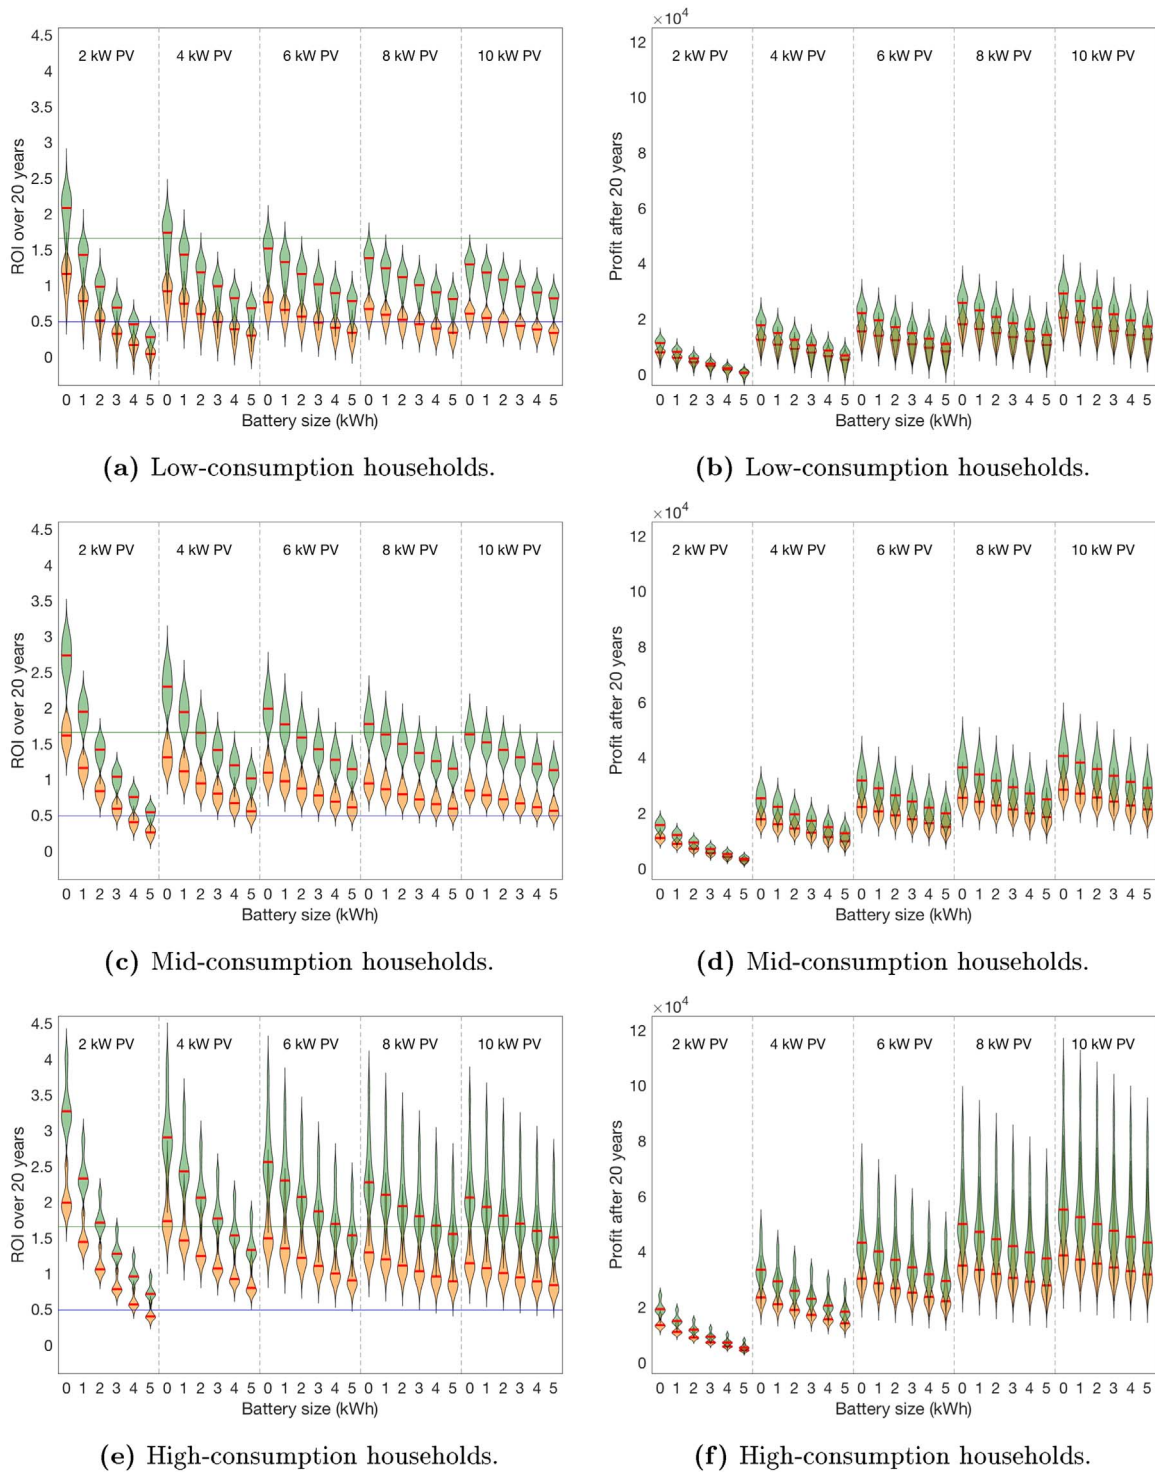 4.5
4
3.5
3
2.5
2
1.5
1
0.5
0
ROI over 20 years
2 kW PV 4 kW PV 6 kW PV 8 kW PV 10 kW PV
0 1 2 3 4 5 0 1 2 3 4 5 0 1 2 3 4 5 0 1 2 3 4 5 0 1 2 3 4 5
Battery size (kWh)
(a) Low-consumption households.
×10⁴
12
10
8
6
4
2
0
Profit after 20 years
2 kW PV 4 kW PV 6 kW PV 8 kW PV 10 kW PV
0 1 2 3 4 5 0 1 2 3 4 5 0 1 2 3 4 5 0 1 2 3 4 5 0 1 2 3 4 5
Battery size (kWh)
(b) Low-consumption households.
4.5
4
3.5
3
2.5
2
1.5
1
0.5
0
ROI over 20 years
2 kW PV 4 kW PV 6 kW PV 8 kW PV 10 kW PV
0 1 2 3 4 5 0 1 2 3 4 5 0 1 2 3 4 5 0 1 2 3 4 5 0 1 2 3 4 5
Battery size (kWh)
(c) Mid-consumption households.
×10⁴
12
10
8
6
4
2
0
Profit after 20 years
2 kW PV 4 kW PV 6 kW PV 8 kW PV 10 kW PV
0 1 2 3 4 5 0 1 2 3 4 5 0 1 2 3 4 5 0 1 2 3 4 5 0 1 2 3 4 5
Battery size (kWh)
(d) Mid-consumption households.
4.5
4
3.5
3
2.5
2
1.5
1
0.5
0
ROI over 20 years
2 kW PV 4 kW PV 6 kW PV 8 kW PV 10 kW PV
0 1 2 3 4 5 0 1 2 3 4 5 0 1 2 3 4 5 0 1 2 3 4 5 0 1 2 3 4 5
Battery size (kWh)
(e) High-consumption households.
×10⁴
12
10
8
6
4
2
0
Profit after 20 years
2 kW PV 4 kW PV 6 kW PV 8 kW PV 10 kW PV
0 1 2 3 4 5 0 1 2 3 4 5 0 1 2 3 4 5 0 1 2 3 4 5 0 1 2 3 4 5
Battery size (kWh)
(f) High-consumption households.